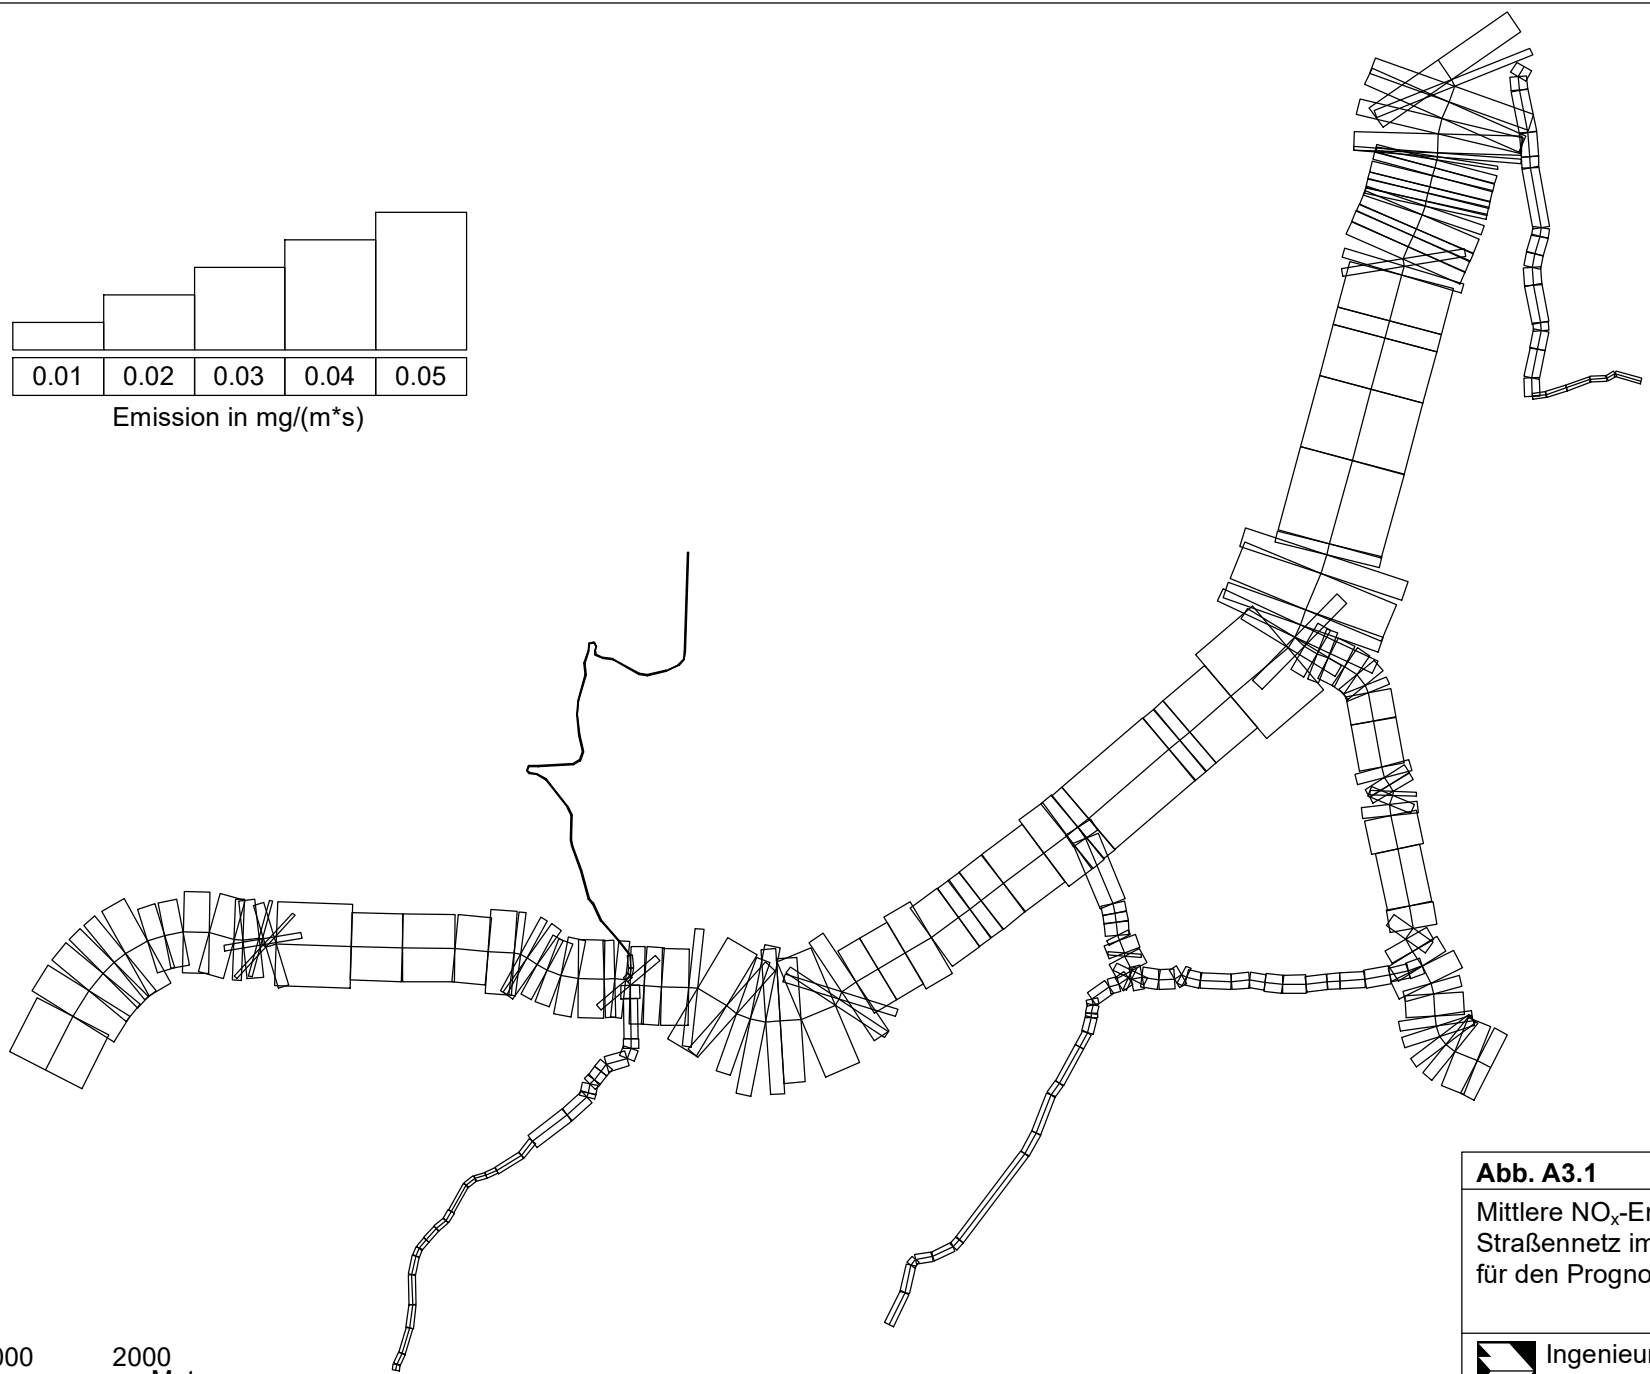 0.01 0.02 0.03 0.04 0.05
Emission in mg/(m*s)
Abb. A3.1
Mittlere NOₓ-Er
Straßennetz im
für den Progno
000 2000
Ingenieur